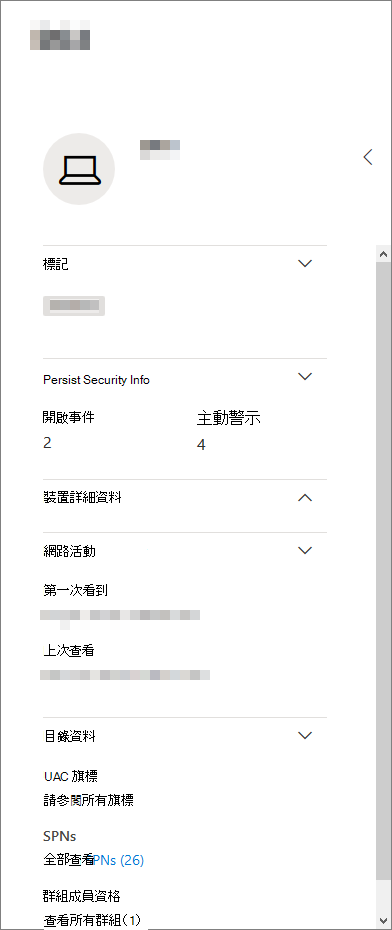 標記
Persist Security Info
開啟事件 主動警示
2 4
裝置詳細資料
網路活動
第一次看到
上次查看
目錄資料
UAC 旗標
請參閱所有旗標
SPNs
全部查看PNs (26)
群組成員資格
查看所有群組(1)